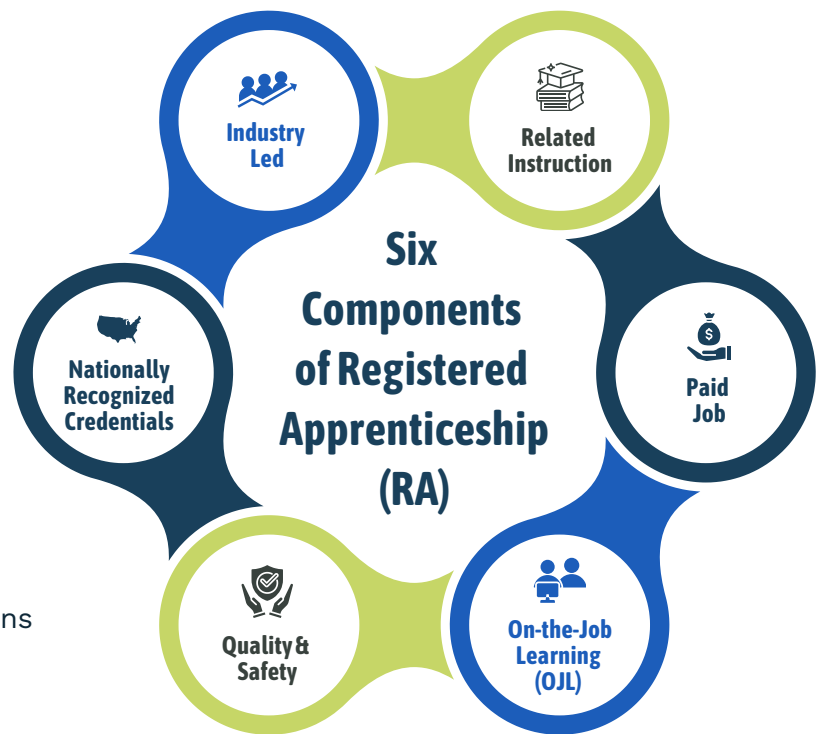 Six
Components
of Registered
Apprenticeship
(RA)
Industry
Led
Related
Instruction
Paid
Job
On-the-Job
Learning
(OJL)
Quality &
Safety
Nationally
Recognized
Credentials
ns
$